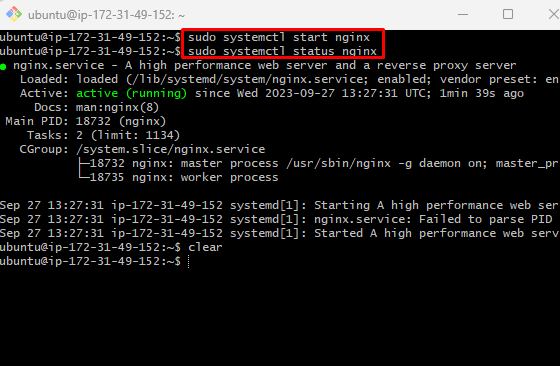 ubuntu@ip-172-31-49-152: ~
ubuntu@ip-172-31-49-152:~$ sudo systemctl start nginx
ubuntu@ip-172-31-49-152:~$ sudo systemctl status nginx
● nginx.service - A high performance web server and a reverse proxy server
Loaded: loaded (/lib/systemd/system/nginx.service; enabled; vendor preset: en
Active: active (running) since Wed 2023-09-27 13:27:31 UTC; 1min 39s ago
Docs: man:nginx(8)
Main PID: 18732 (nginx)
Tasks: 2 (limit: 1134)
CGroup: /system.slice/nginx.service
├─18732 nginx: master process /usr/sbin/nginx -g daemon on; master_pr
└─18735 nginx: worker process
Sep 27 13:27:31 ip-172-31-49-152 systemd[1]: Starting A high performance web ser
Sep 27 13:27:31 ip-172-31-49-152 systemd[1]: nginx.service: Failed to parse PID
Sep 27 13:27:31 ip-172-31-49-152 systemd[1]: Started A high performance web serv
ubuntu@ip-172-31-49-152:~$ clear
ubuntu@ip-172-31-49-152:~$